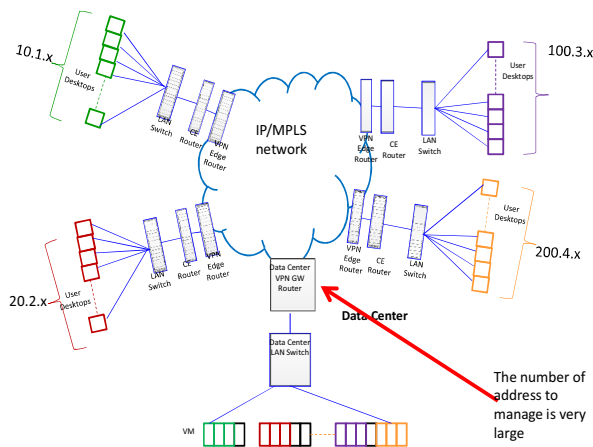 10.1.x
User
Desktops
LAN
Switch
CE
Router
VPN
Edge
Router
IP/MPLS
network
VPN
Edge
Router
CE
Router
LAN
Switch
User
Desktops
100.3.x
20.2.x
User
Desktops
LAN
Switch
CE
Router
VPN
Edge
Router
VPN
Edge
Router
CE
Router
LAN
Switch
User
Desktops
200.4.x
Data Center
VPN GW
Router
Data Center
Data Center
LAN Switch
The number of
address to
manage is very
large
VM